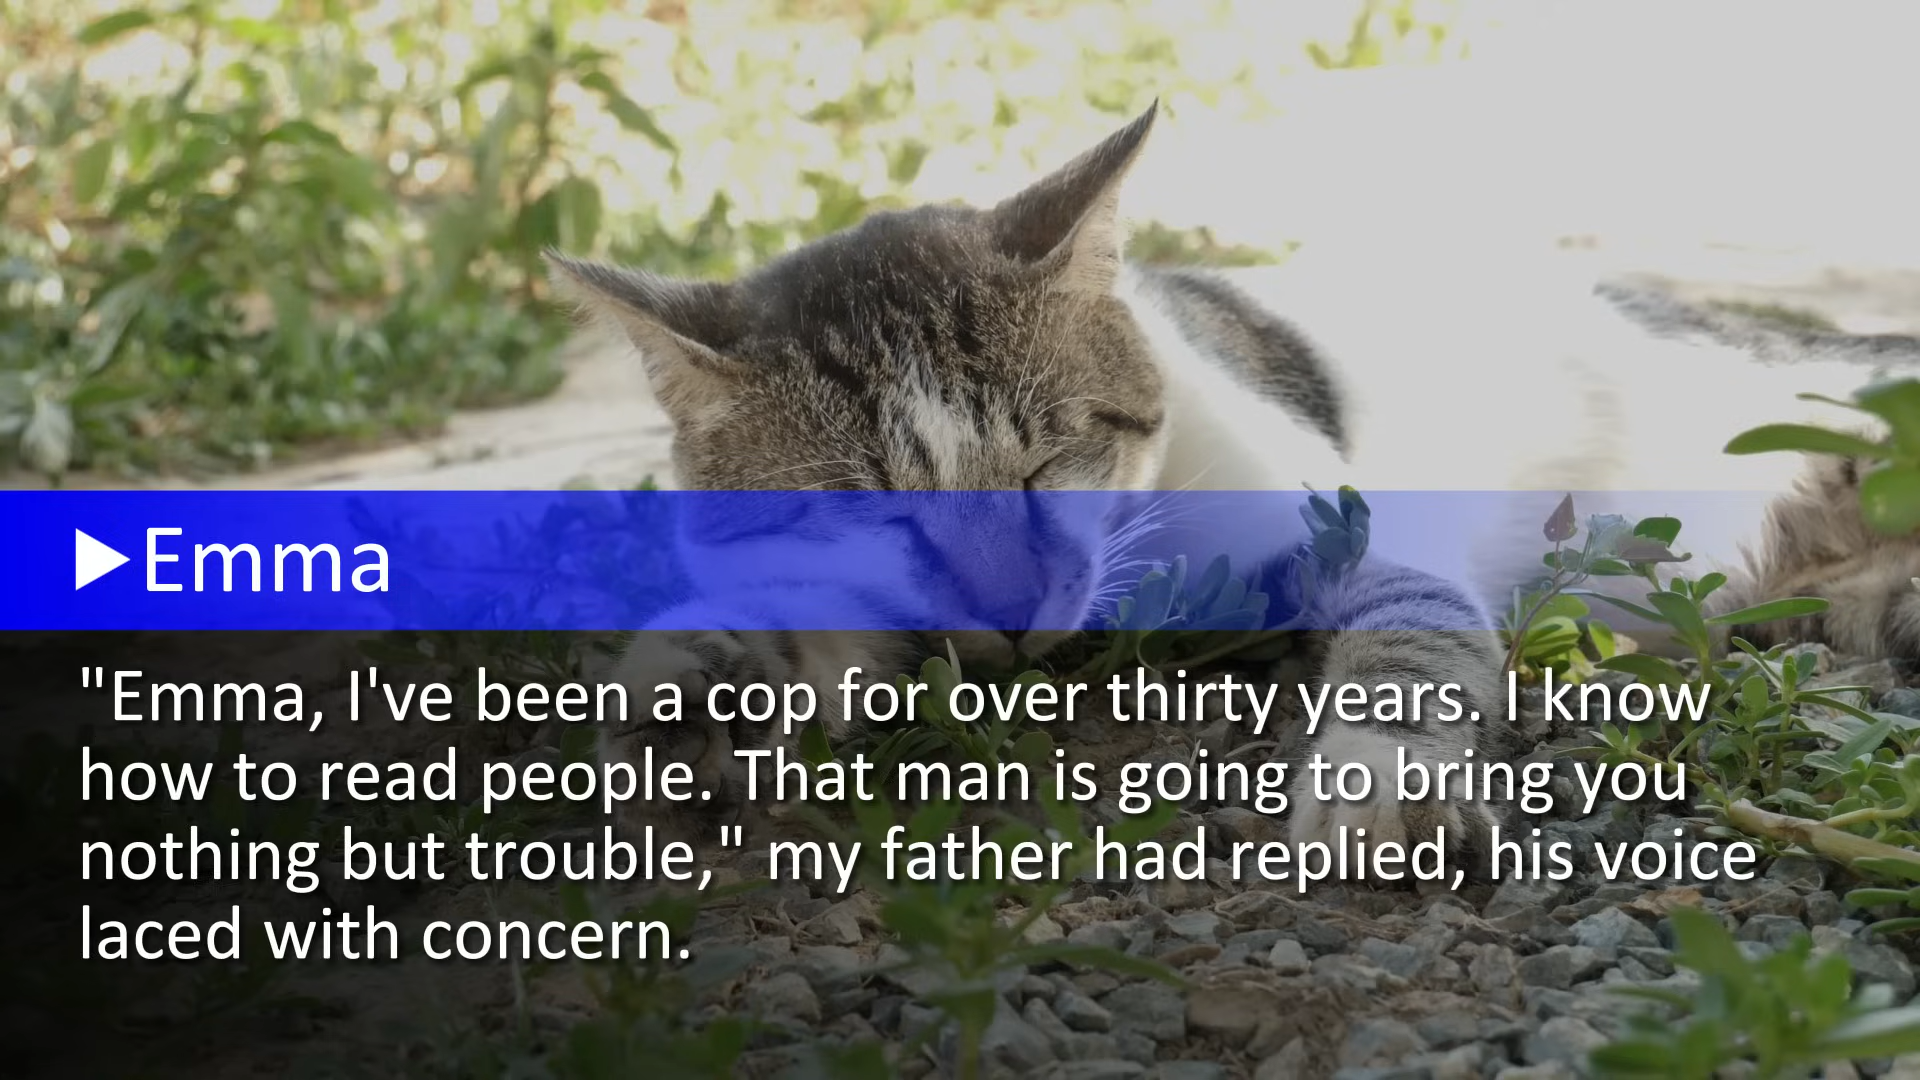 Emma
"Emma, I've been a cop for over thirty years. I know
how to read people. That man is going to bring you
nothing but trouble," my father had replied, his voice
laced with concern.